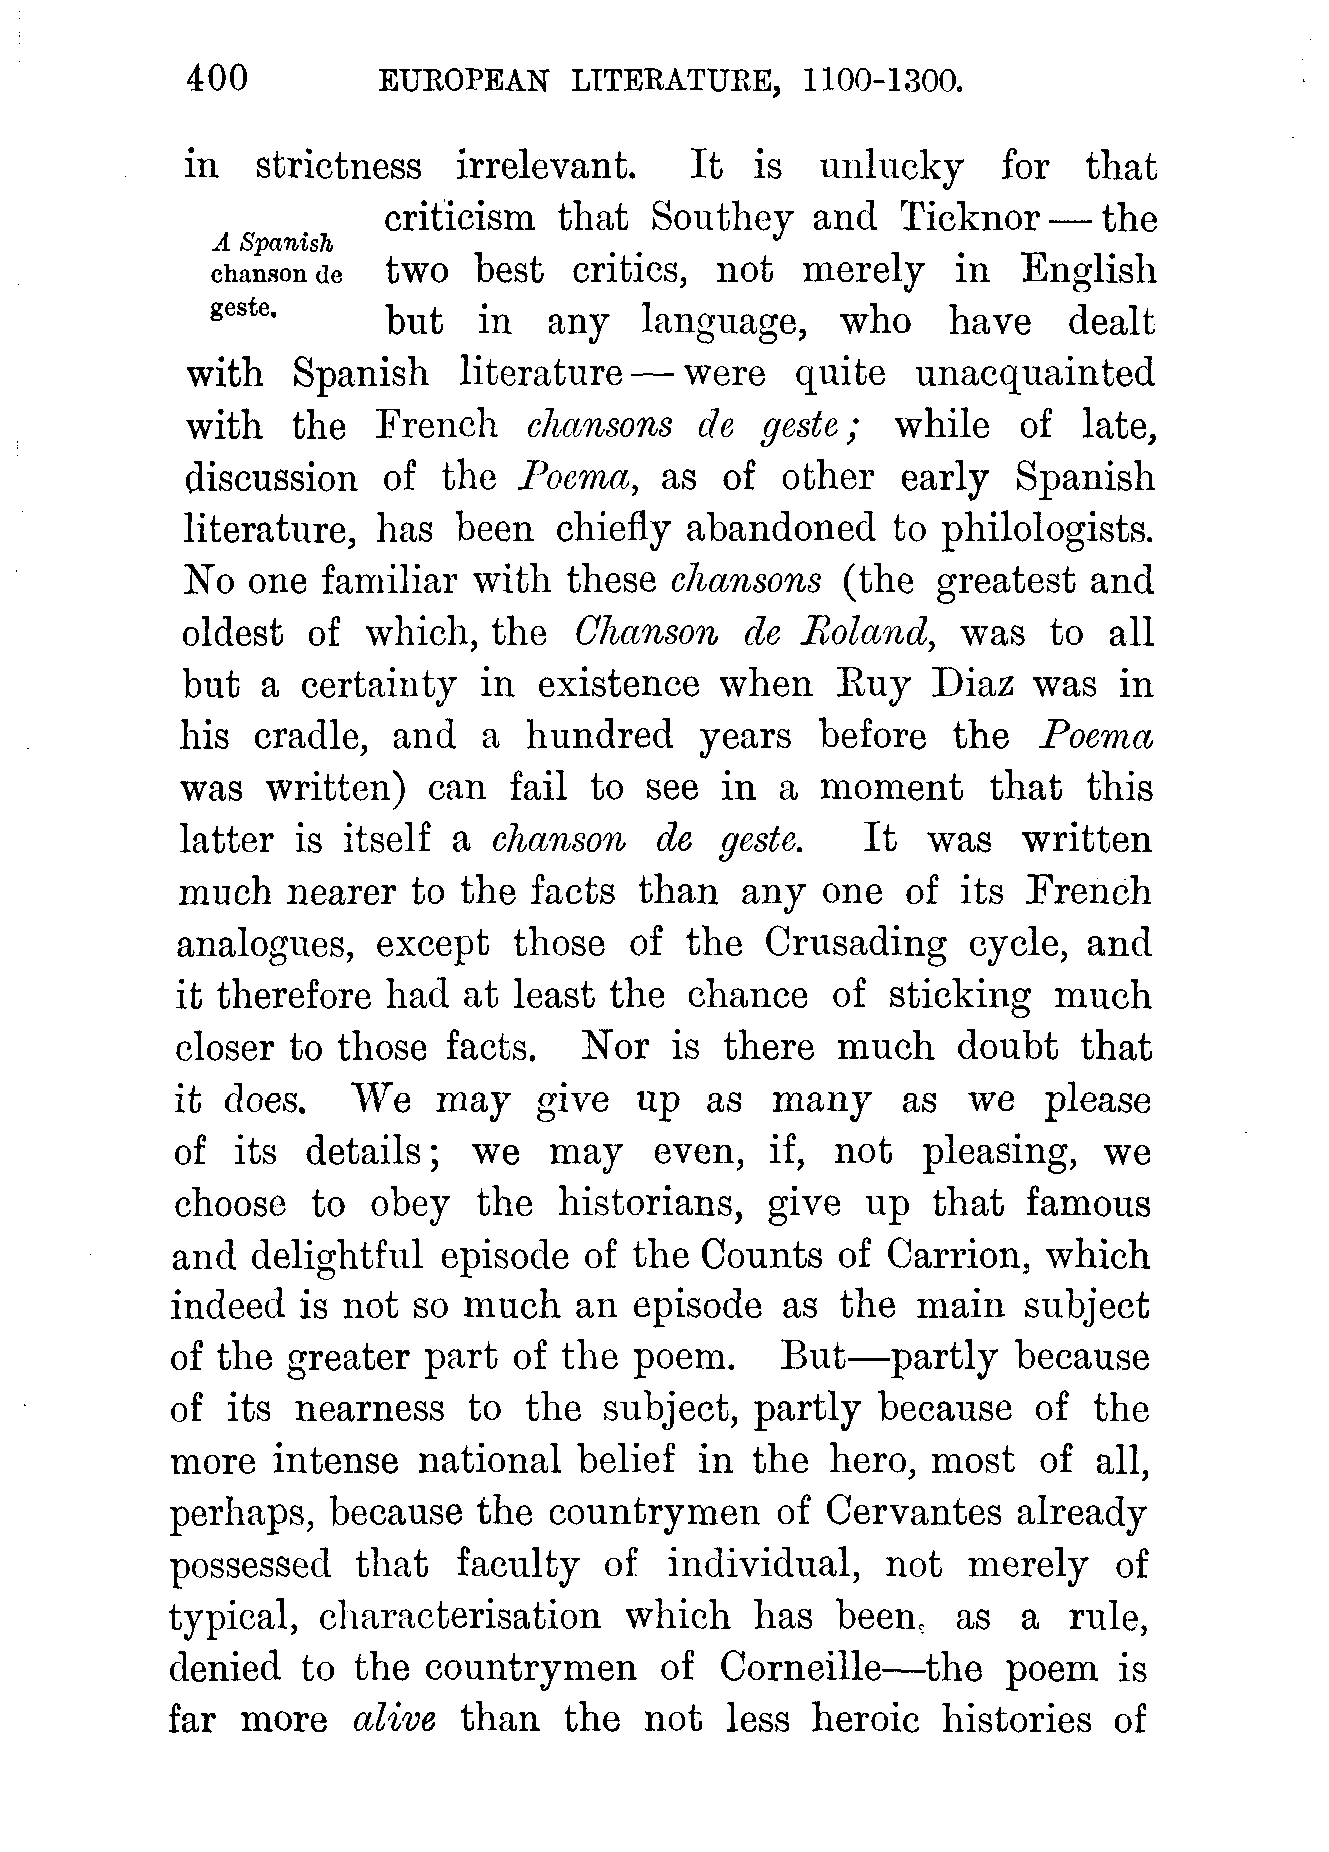 400 EUROPEAN LITERATURE, 1100-1300.
in strictness irrelevant. It is unlucky for that
criticism that Southey and Ticknor — the
A Spanish
chanson de
geste.
two best critics, not merely in English
but in any language, who have dealt
with Spanish literature — were quite unacquainted
with the French chansons de geste; while of late,
discussion of the Poema, as of other early Spanish
literature, has been chiefly abandoned to philologists.
No one familiar with these chansons (the greatest and
oldest of which, the Chanson de Roland, was to all
but a certainty in existence when Ruy Diaz was in
his cradle, and a hundred years before the Poema
was written) can fail to see in a moment that this
latter is itself a chanson de geste. It was written
much nearer to the facts than any one of its French
analogues, except those of the Crusading cycle, and
it therefore had at least the chance of sticking much
closer to those facts. Nor is there much doubt that
it does. We may give up as many as we please
of its details; we may even, if, not pleasing, we
choose to obey the historians, give up that famous
and delightful episode of the Counts of Carrion, which
indeed is not so much an episode as the main subject
of the greater part of the poem. But—partly because
of its nearness to the subject, partly because of the
more intense national belief in the hero, most of all,
perhaps, because the countrymen of Cervantes already
possessed that faculty of individual, not merely of
typical, characterisation which has been, as a rule,
denied to the countrymen of Corneille—the poem is
far more alive than the not less heroic histories of